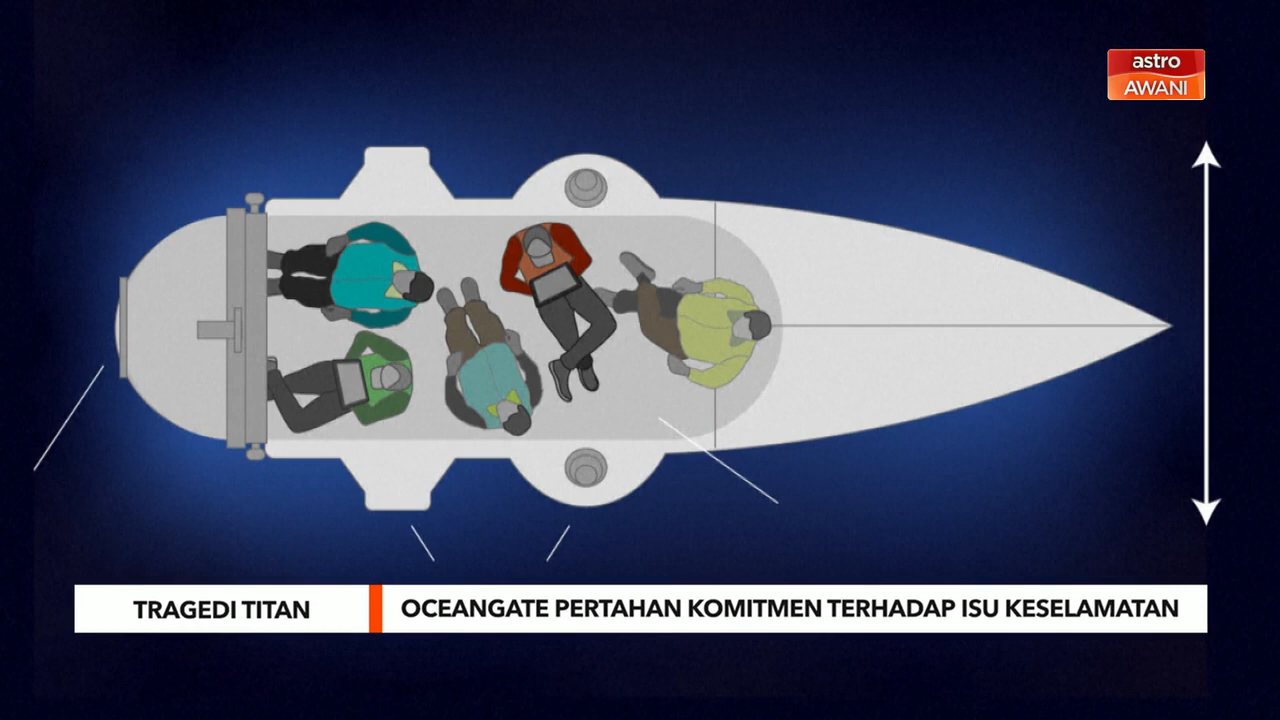 astro
AWANI
TRAGEDI TITAN
OCEANGATE PERTAHAN KOMITMEN TERHADAP ISU KESELAMATAN